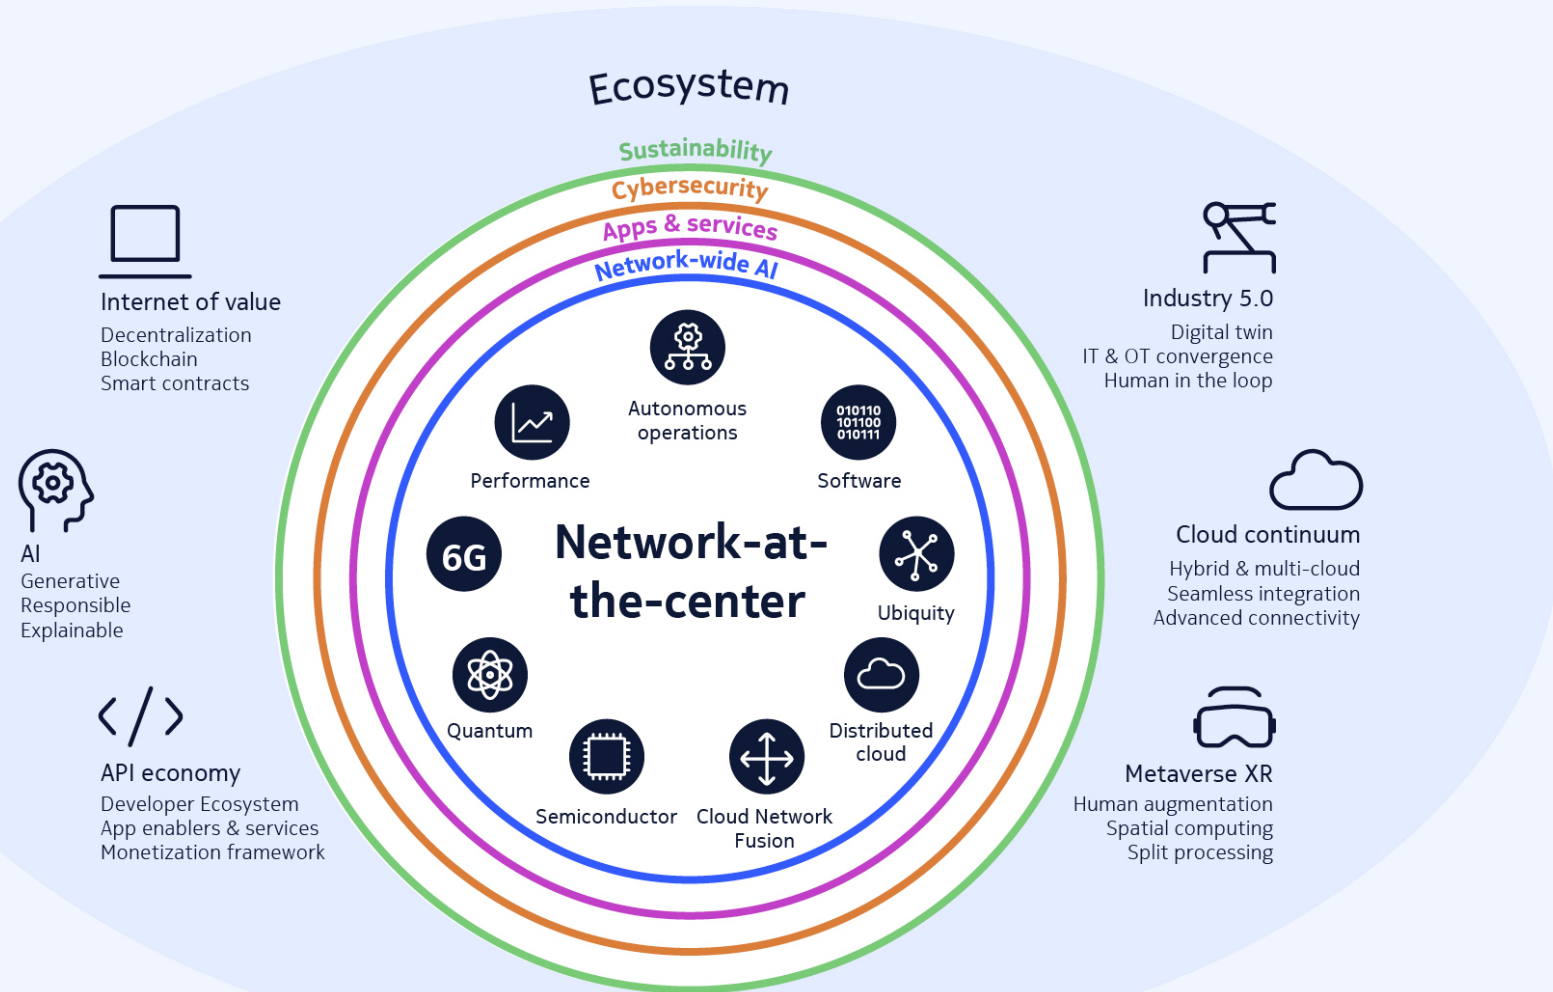 Ecosystem
Sustainability
Cybersecurity
Apps & services
Network-wide AI
Internet of value
Decentralization
Blockchain
Smart contracts
AI
Generative
Responsible
Explainable
API economy
Developer Ecosystem
App enablers & services
Monetization framework
Autonomous
operations
Performance
010110
101100
010111
Software
6G
Network-at-
the-center
Ubiquity
Quantum
Distributed
cloud
Semiconductor
Cloud Network
Fusion
Industry 5.0
Digital twin
IT & OT convergence
Human in the loop
Cloud continuum
Hybrid & multi-cloud
Seamless integration
Advanced connectivity
Metaverse XR
Human augmentation
Spatial computing
Split processing